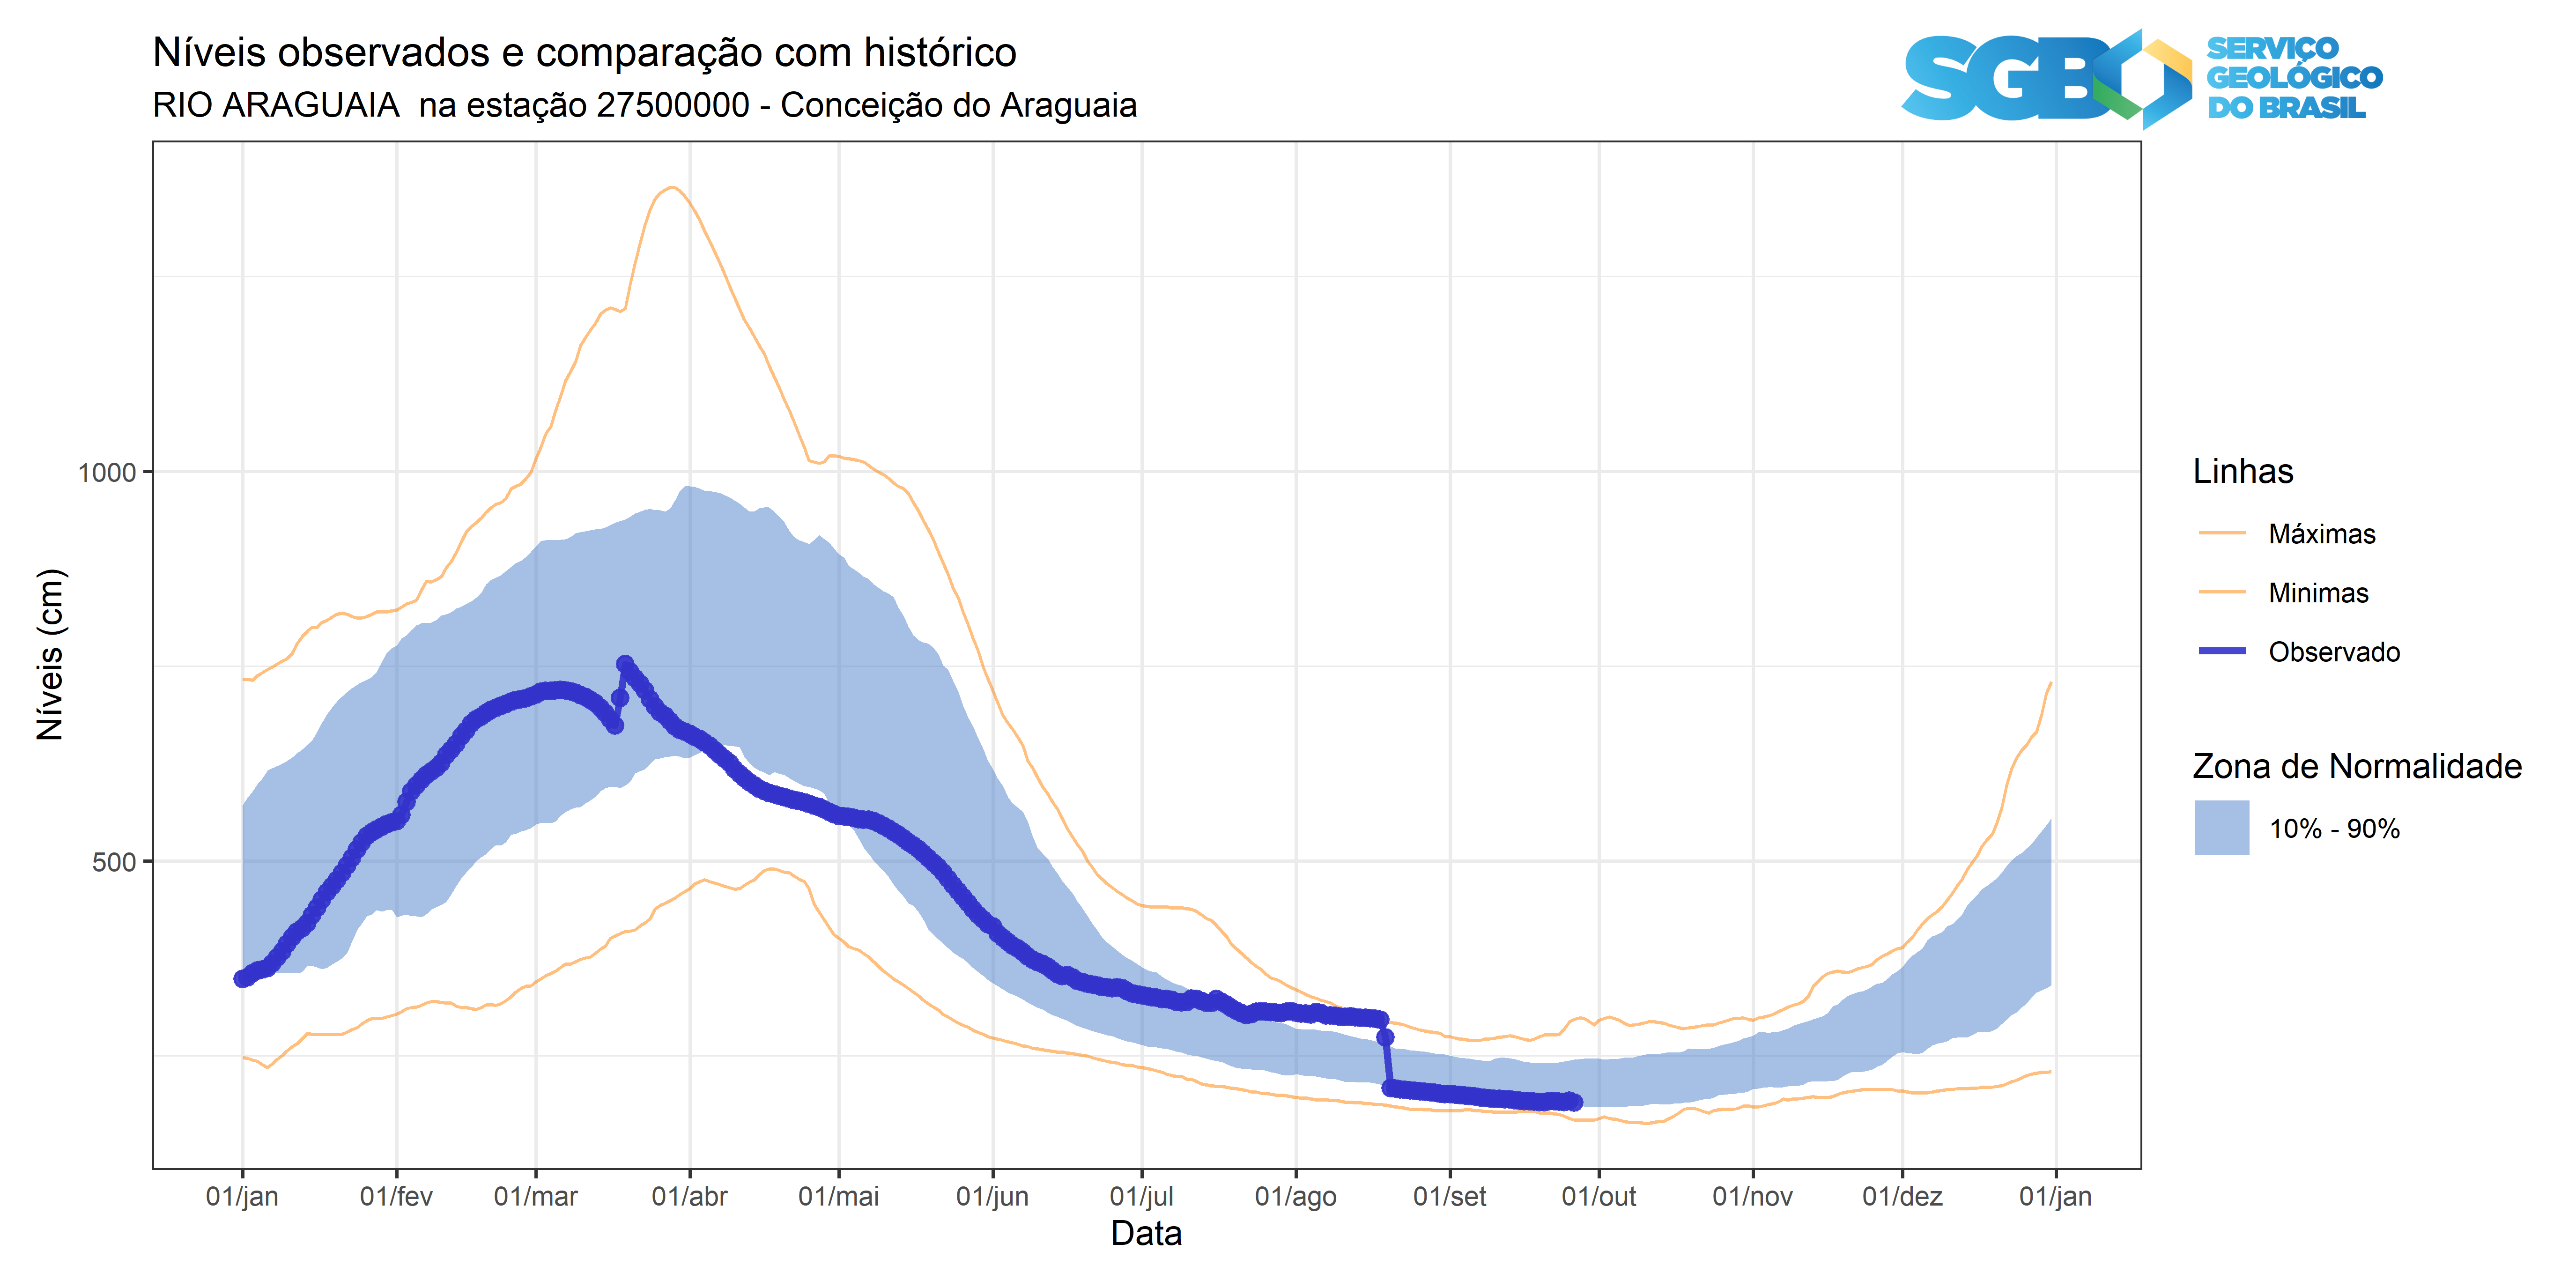 Níveis observados e comparação com histórico
RIO ARAGUAIA na estação 27500000 - Conceição do Araguaia
SGB
SERVIÇO
GEOLÓGICO
DO BRASIL
Níveis (cm)
1000
500
01/jan 01/fev 01/mar 01/abr 01/mai 01/jun 01/jul 01/ago 01/set 01/out 01/nov 01/dez 01/jan
Data
Linhas
Máximas
Minimas
Observado
Zona de Normalidade
10% - 90%